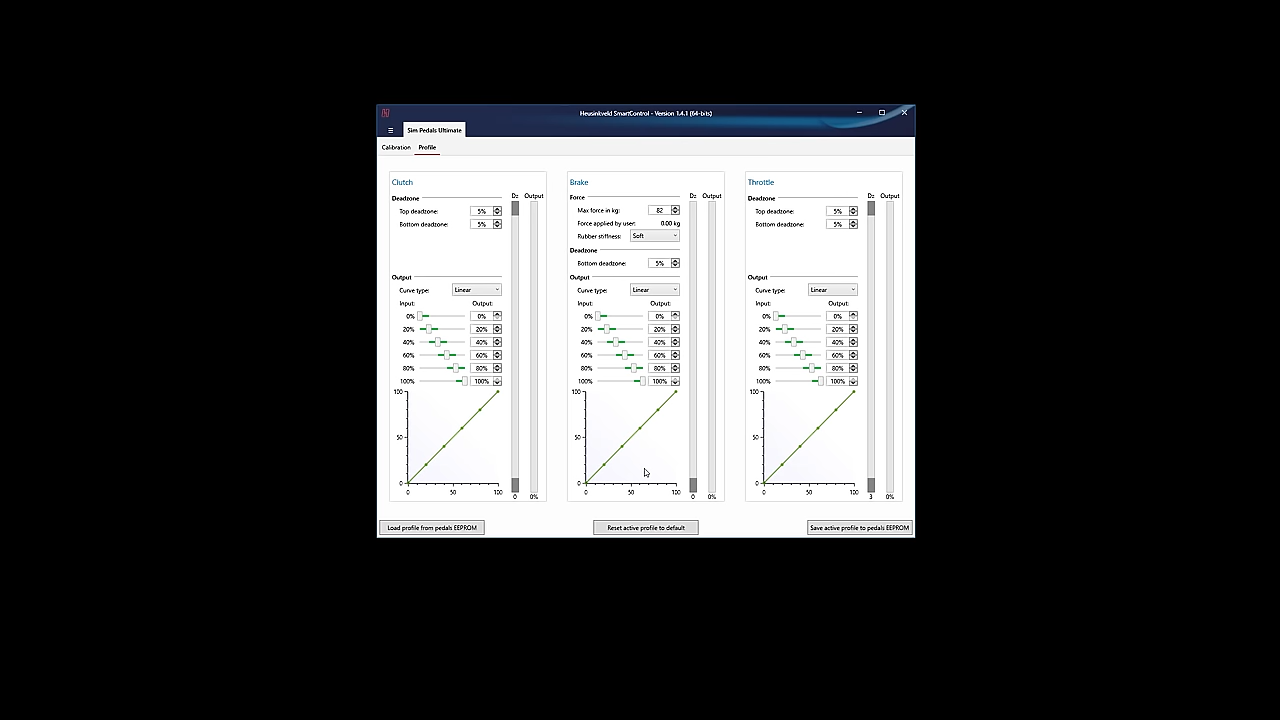 Heusinkveld SmartControl - Version 1.4.1 (64-bits)
Sim Pedals Ultimate
Calibration Profile
Clutch
Deadzone
Top deadzone: 5%
Bottom deadzone: 5%
Dz Output
Output
Curve type: Linear
Input: Output:
0% 0%
20% 20%
40% 40%
60% 60%
80% 80%
100% 100%
100
50
0
0 50 100
0 0%
Brake
Force
Max force in kg: 82
Force applied by user: 0.00 kg
Rubber stiffness: Soft
Deadzone
Bottom deadzone: 5%
Dz Output
Output
Curve type: Linear
Input: Output:
0% 0%
20% 20%
40% 40%
60% 60%
80% 80%
100% 100%
100
50
0
0 50 100
0 0%
Throttle
Deadzone
Top deadzone: 5%
Bottom deadzone: 5%
Dz Output
Output
Curve type: Linear
Input: Output:
0% 0%
20% 20%
40% 40%
60% 60%
80% 80%
100% 100%
100
50
0
0 50 100
3 0%
Load profile from pedals EEPROM
Reset active profile to default
Save active profile to pedals EEPROM